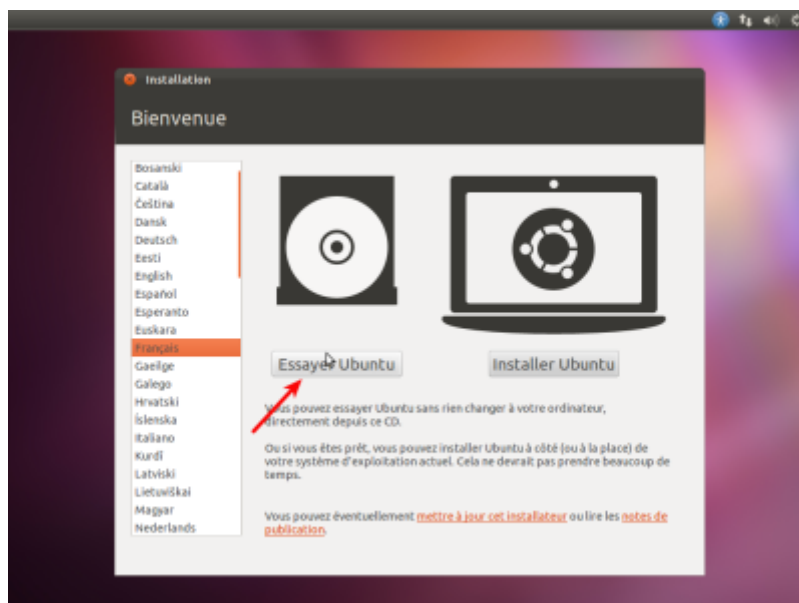 Installation
Bienvenue
Bosanski
Català
Čeština
Dansk
Deutsch
Eesti
English
Español
Esperanto
Euskara
Français
Gaeilge
Galego
Hrvatski
Íslenska
Italiano
Kurdî
Latviski
Lietuviškai
Magyar
Nederlands
Essayer Ubuntu
Installer Ubuntu
Vous pouvez essayer Ubuntu sans rien changer à votre ordinateur,
directement depuis ce CD.
Ou si vous êtes prêt, vous pouvez installer Ubuntu à côté (ou à la place) de
votre système d'exploitation actuel. Cela ne devrait pas prendre beaucoup de
temps.
Vous pouvez éventuellement mettre à jour cet installateur ou lire les notes de
publication.